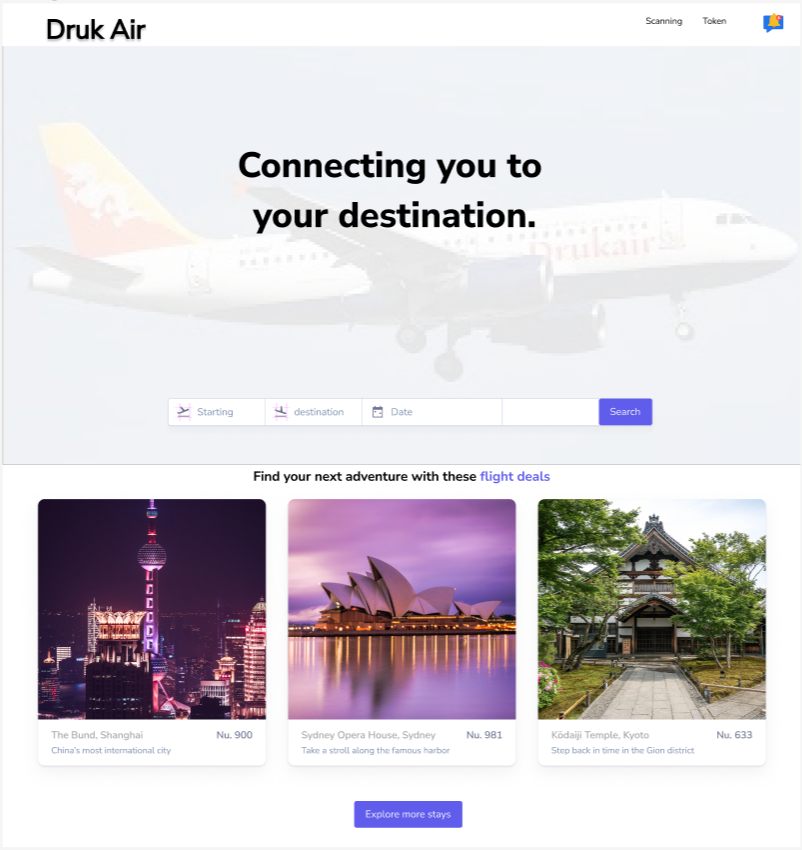 Druk Air
Scanning
Token
Connecting you to
your destination.
Drukair
Starting
destination
Date
Search
Find your next adventure with these flight deals
The Bund, Shanghai
Nu. 900
China's most international city
Sydney Opera House, Sydney
Nu. 981
Take a stroll along the famous harbor
Kōdaiji Temple, Kyoto
Nu. 633
Step back in time in the Gion district
Explore more stays